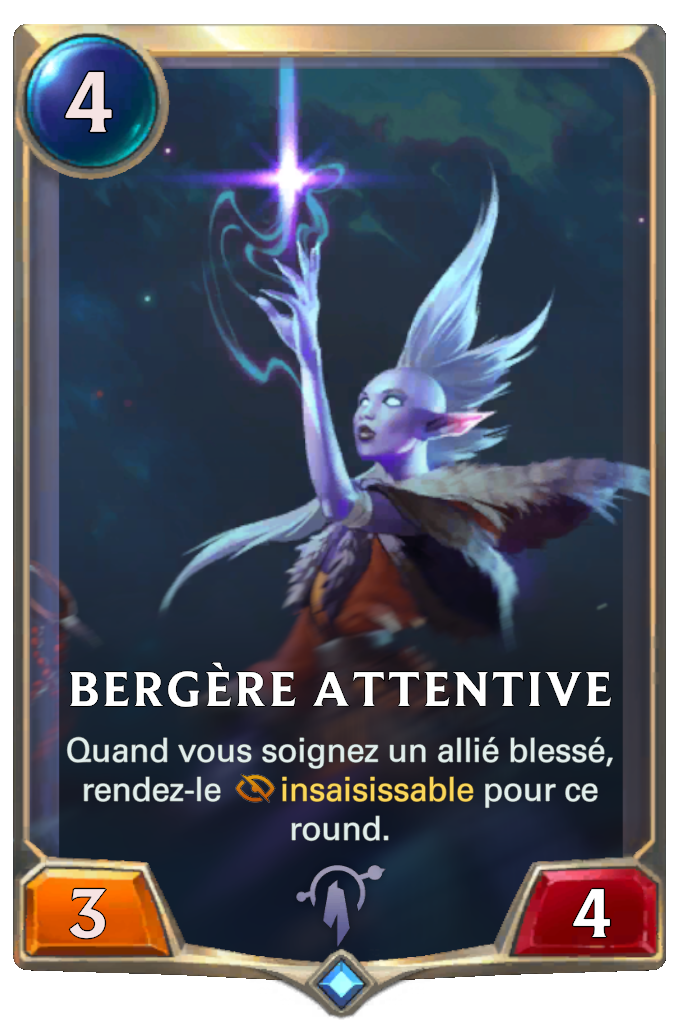 4
BERGÈRE ATTENTIVE
Quand vous soignez un allié blessé,
rendez-le insaisissable pour ce
round.
3
4